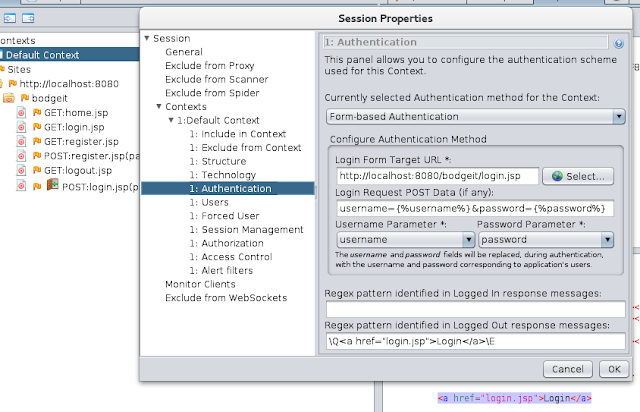 Session Properties
ontexts
Default Context
Sites
http://localhost:8080
bodgeit
GET:home.jsp
GET:login.jsp
GET:register.jsp
POST:register.jsp(pa
GET:logout.jsp
POST:login.jsp(p
Session
General
Exclude from Proxy
Exclude from Scanner
Exclude from Spider
Contexts
1:Default Context
1: Include in Context
1: Exclude from Context
1: Structure
1: Technology
1: Authentication
1: Users
1: Forced User
1: Session Management
1: Authorization
1: Access Control
1: Alert filters
Monitor Clients
Exclude from WebSockets
1: Authentication
This panel allows you to configure the authentication scheme
used for this Context.
Currently selected Authentication method for the Context:
Form-based Authentication
Configure Authentication Method
Login Form Target URL *:
http://localhost:8080/bodgeit/login.jsp
Select...
Login Request POST Data (if any):
username={%username%}&password={%password%}
Username Parameter *: Password Parameter *:
username password
The username and password fields will be replaced, during authentication,
with the username and password corresponding to application's users.
Regex pattern identified in Logged In response messages:
Regex pattern identified in Logged Out response messages:
\Q<a href="login.jsp">Login</a>\E
Cancel OK
<a href="login.jsp">Login</a>